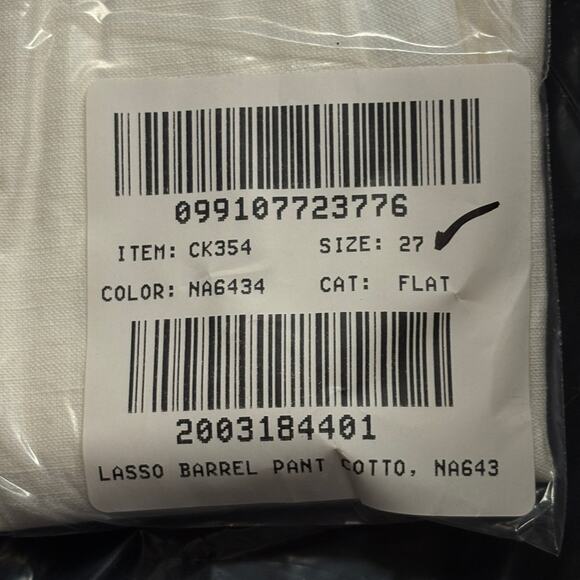 099107723776
ITEM: CK354 SIZE: 27
COLOR: NA6434 CAT: FLAT
2003184401
LASSO BARREL PANT COTTO, NA643